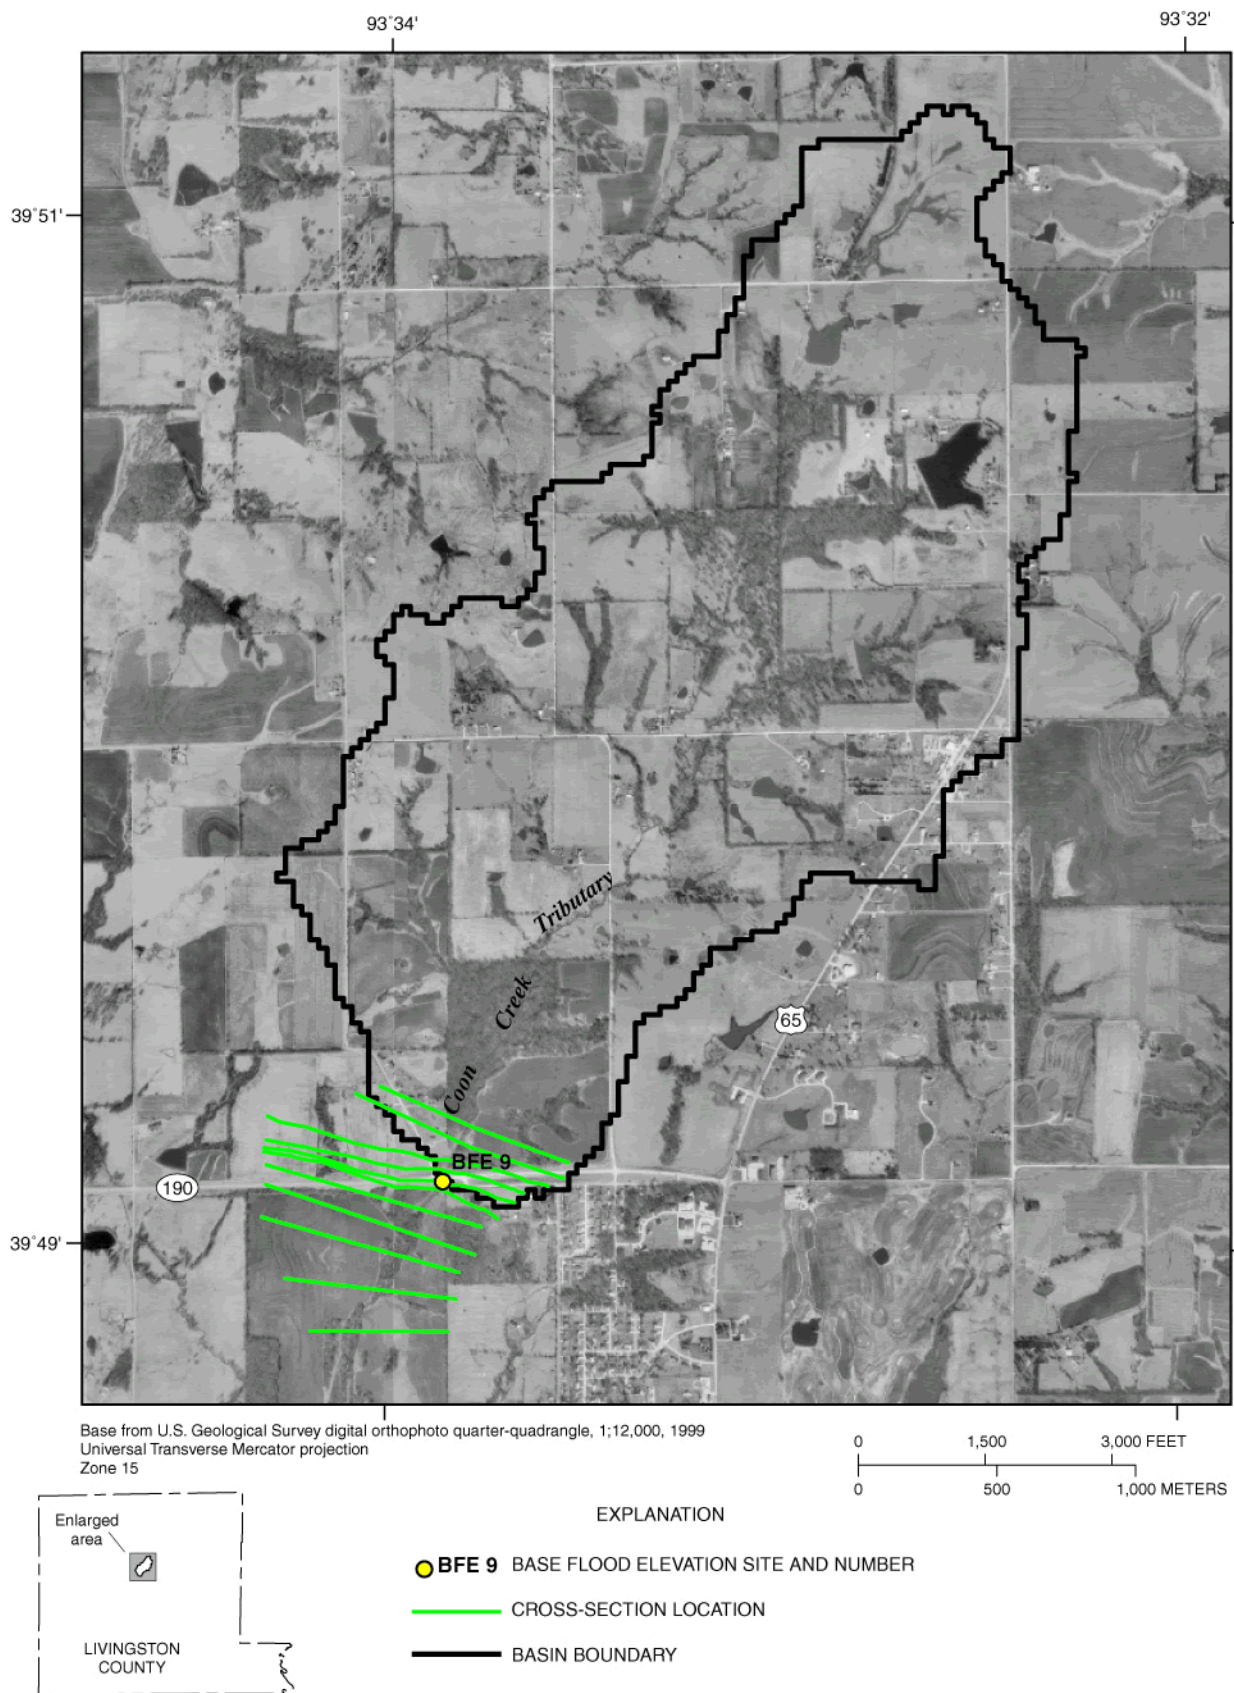 93°34'
93°32'
39°51'
Tributary
Creek
65
Coon
BFE 9
190
39°49'
Base from U.S. Geological Survey digital orthophoto quarter-quadrangle, 1;12,000, 1999
Universal Transverse Mercator projection
Zone 15
0 1,500 3,000 FEET
0 500 1,000 METERS
Enlarged
area
LIVINGSTON
COUNTY
EXPLANATION
BFE 9 BASE FLOOD ELEVATION SITE AND NUMBER
CROSS-SECTION LOCATION
BASIN BOUNDARY